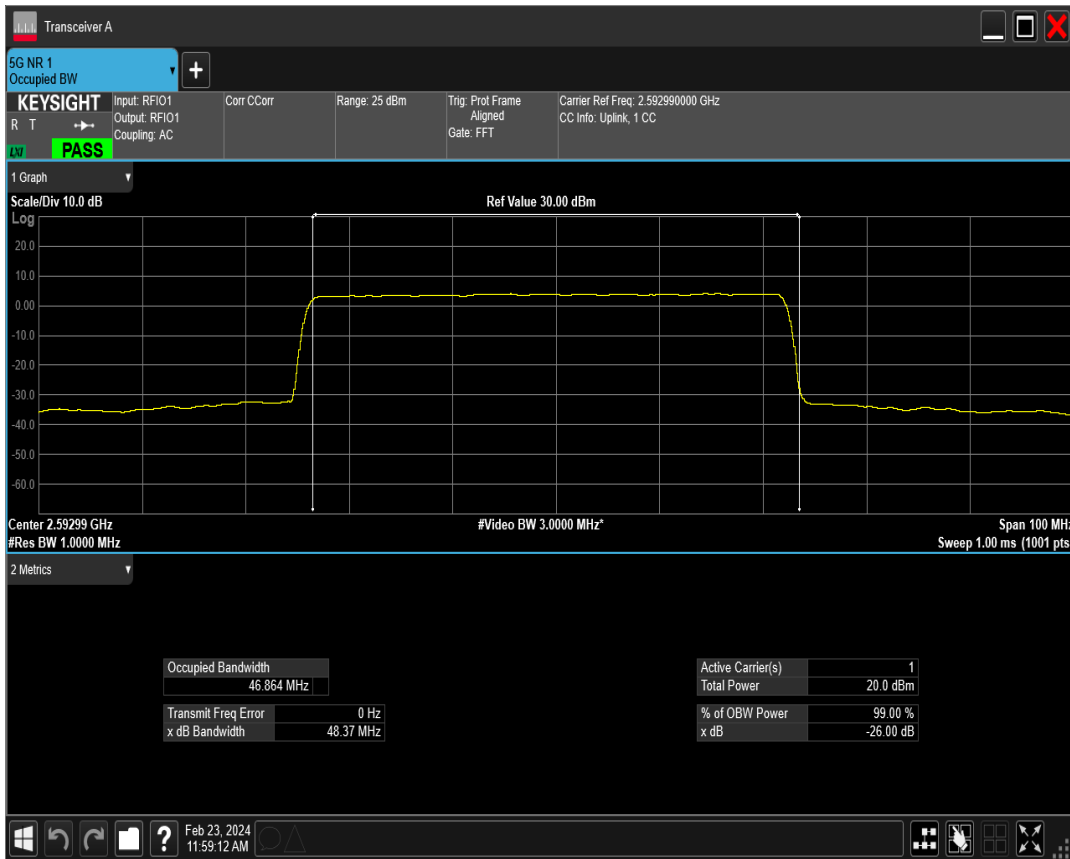 Transceiver A
5G NR 1
Occupied BW
KEYSIGHT
R T
LXI
PASS
Input: RFIO1
Output: RFIO1
Coupling: AC
Corr CCorr
Range: 25 dBm
Trig: Prot Frame
Aligned
Gate: FFT
Carrier Ref Freq: 2.592990000 GHz
CC Info: Uplink, 1 CC
1 Graph
Scale/Div 10.0 dB
Ref Value 30.00 dBm
Log
20.0
10.0
0.00
-10.0
-20.0
-30.0
-40.0
-50.0
-60.0
Center 2.59299 GHz
#Video BW 3.0000 MHz*
Span 100 MHz
#Res BW 1.0000 MHz
Sweep 1.00 ms (1001 pts
2 Metrics
Occupied Bandwidth
46.864 MHz
Transmit Freq Error 0 Hz
x dB Bandwidth 48.37 MHz
Active Carrier(s) 1
Total Power 20.0 dBm
% of OBW Power 99.00 %
x dB -26.00 dB
?
Feb 23, 2024
11:59:12 AM